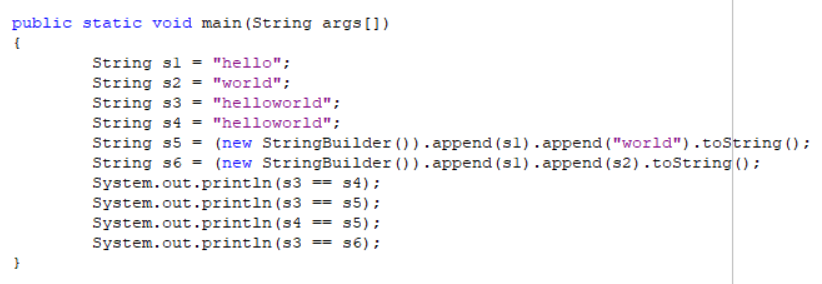 public static void main(String args[])
{
String s1 = "hello";
String s2 = "world";
String s3 = "helloworld";
String s4 = "helloworld";
String s5 = (new StringBuilder()).append(s1).append("world").toString();
String s6 = (new StringBuilder()).append(s1).append(s2).toString();
System.out.println(s3 == s4);
System.out.println(s3 == s5);
System.out.println(s4 == s5);
System.out.println(s3 == s6);
}